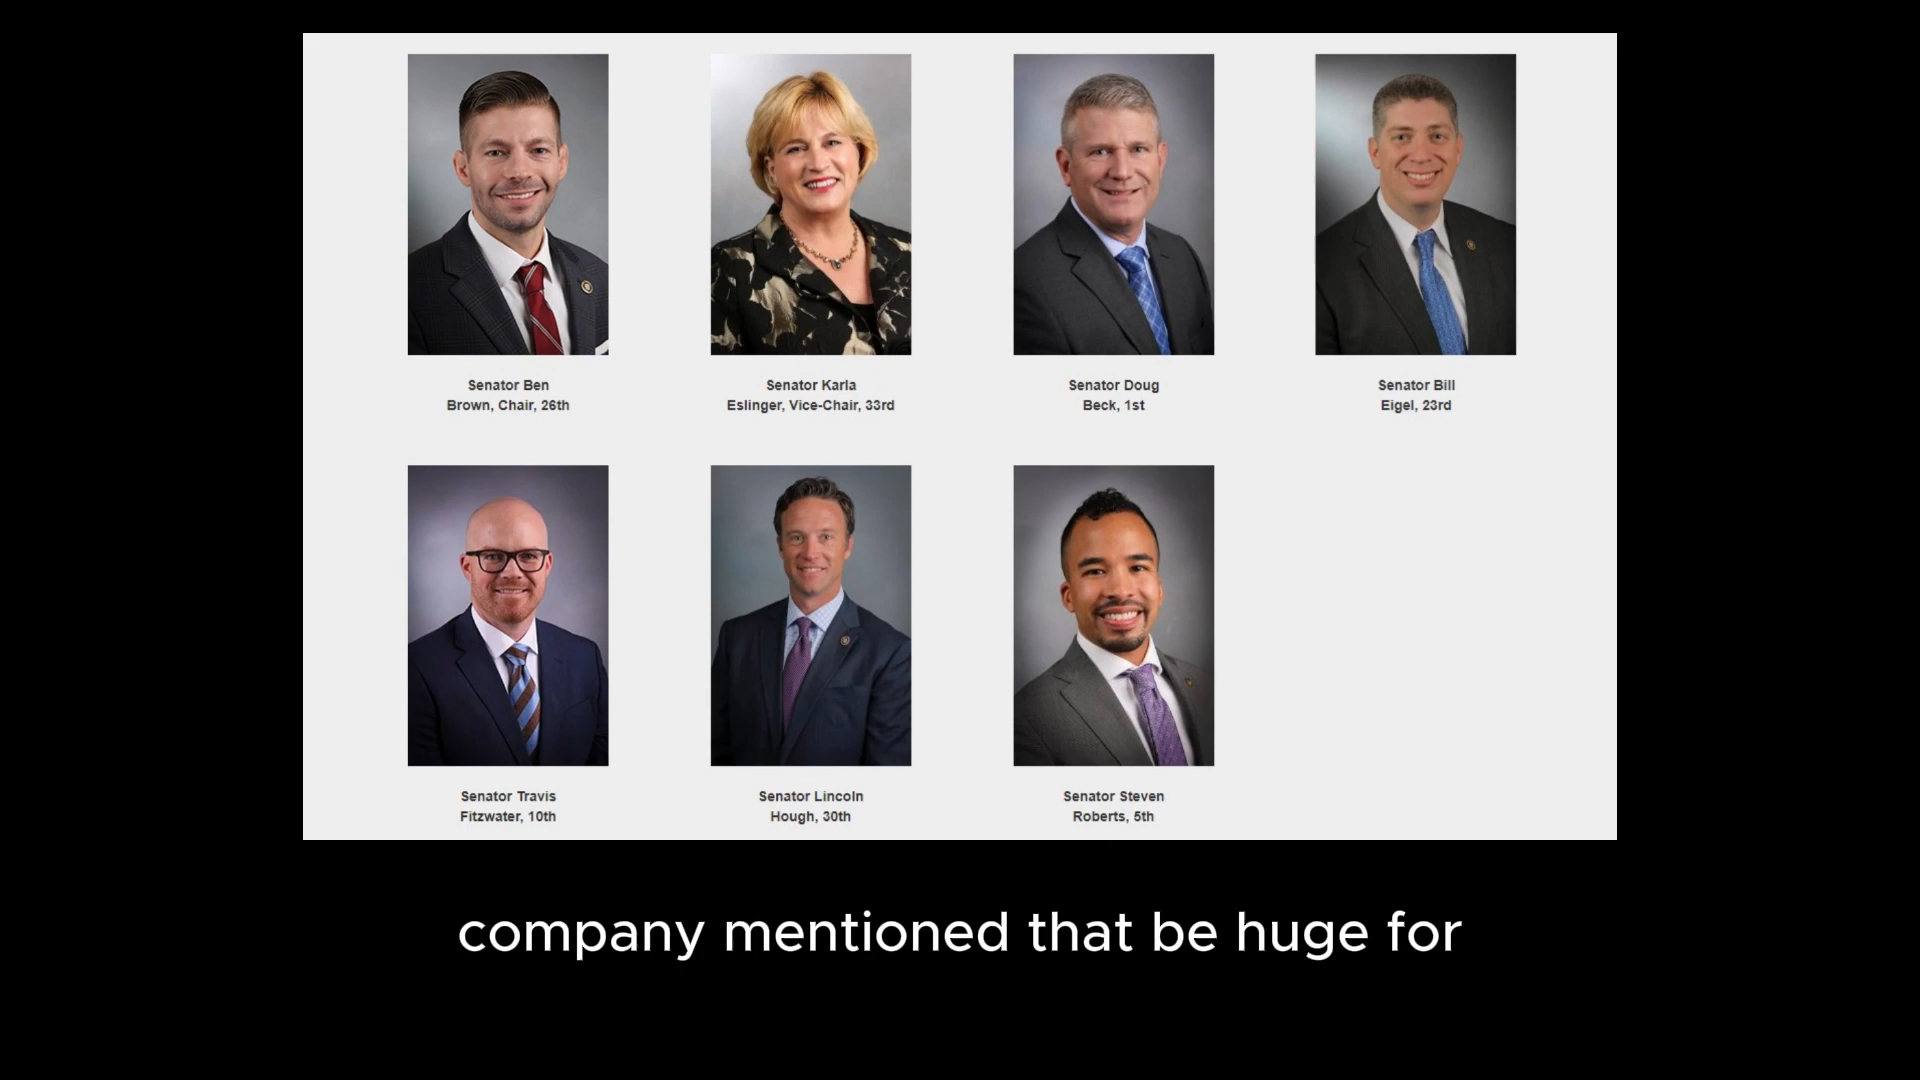 Senator Ben
Brown, Chair, 26th
Senator Karla
Eslinger, Vice-Chair, 33rd
Senator Doug
Beck, 1st
Senator Bill
Eigel, 23rd
Senator Travis
Fitzwater, 10th
Senator Lincoln
Hough, 30th
Senator Steven
Roberts, 5th
company mentioned that be huge for